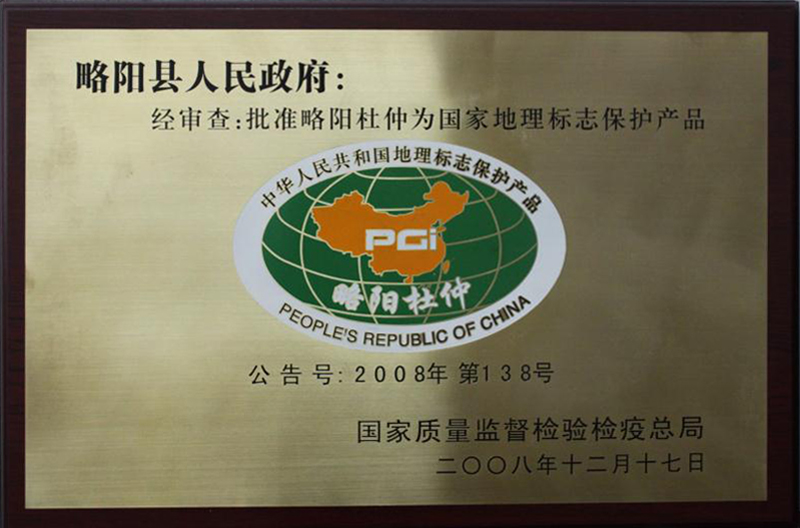 略阳县人民政府:
经审查:批准略阳杜仲为国家地理标志保护产品
中华人民共和国地理标志保护产品
PGi
略阳杜仲
PEOPLE'S REPUBLIC OF CHINA
公告号:2008年 第138号
国家质量监督检验检疫总局
二〇〇八年十二月十七日